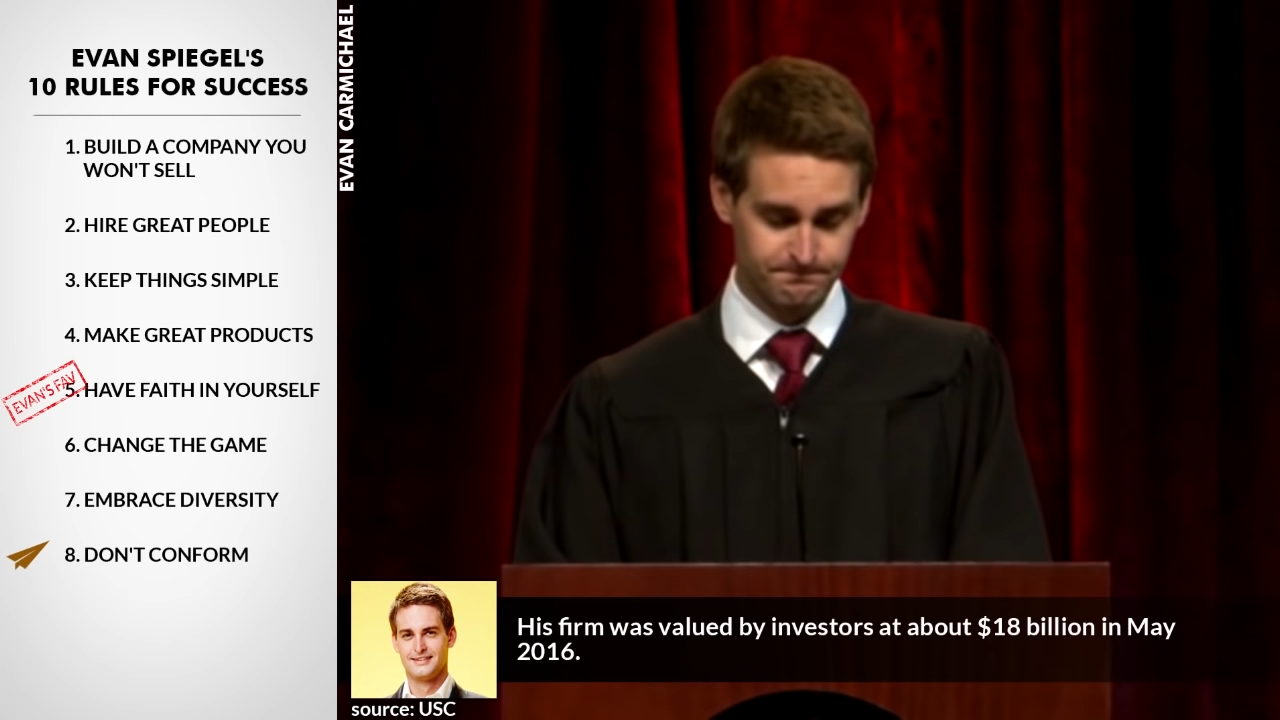 EVAN SPIEGEL'S
10 RULES FOR SUCCESS
1. BUILD A COMPANY YOU
WON'T SELL
2. HIRE GREAT PEOPLE
3. KEEP THINGS SIMPLE
4. MAKE GREAT PRODUCTS
EVAN'S FAV
5. HAVE FAITH IN YOURSELF
6. CHANGE THE GAME
7. EMBRACE DIVERSITY
8. DON'T CONFORM
EVAN CARMICHAEL
His firm was valued by investors at about $18 billion in May
2016.
source: USC